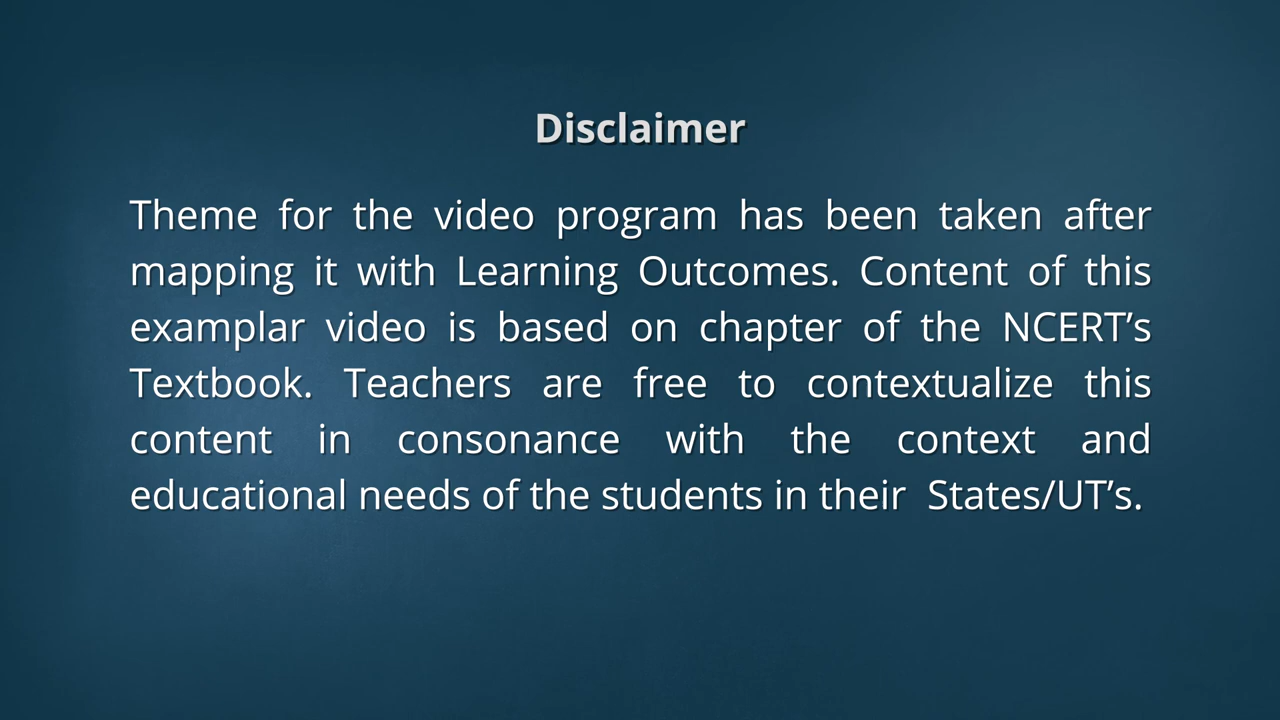 Disclaimer
Theme for the video program has been taken after
mapping it with Learning Outcomes. Content of this
examplar video is based on chapter of the NCERT’s
Textbook. Teachers are free to contextualize this
content in consonance with the context and
educational needs of the students in their  States/UT’s.